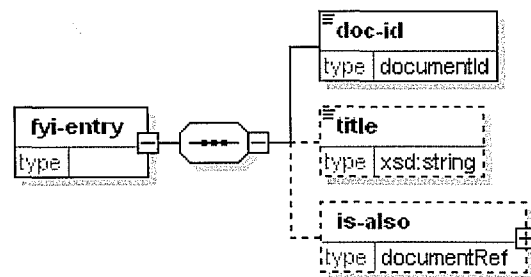 doc-id
type documentId
fyi-entry
type
title
type xsd:string
is-also
type documentRef